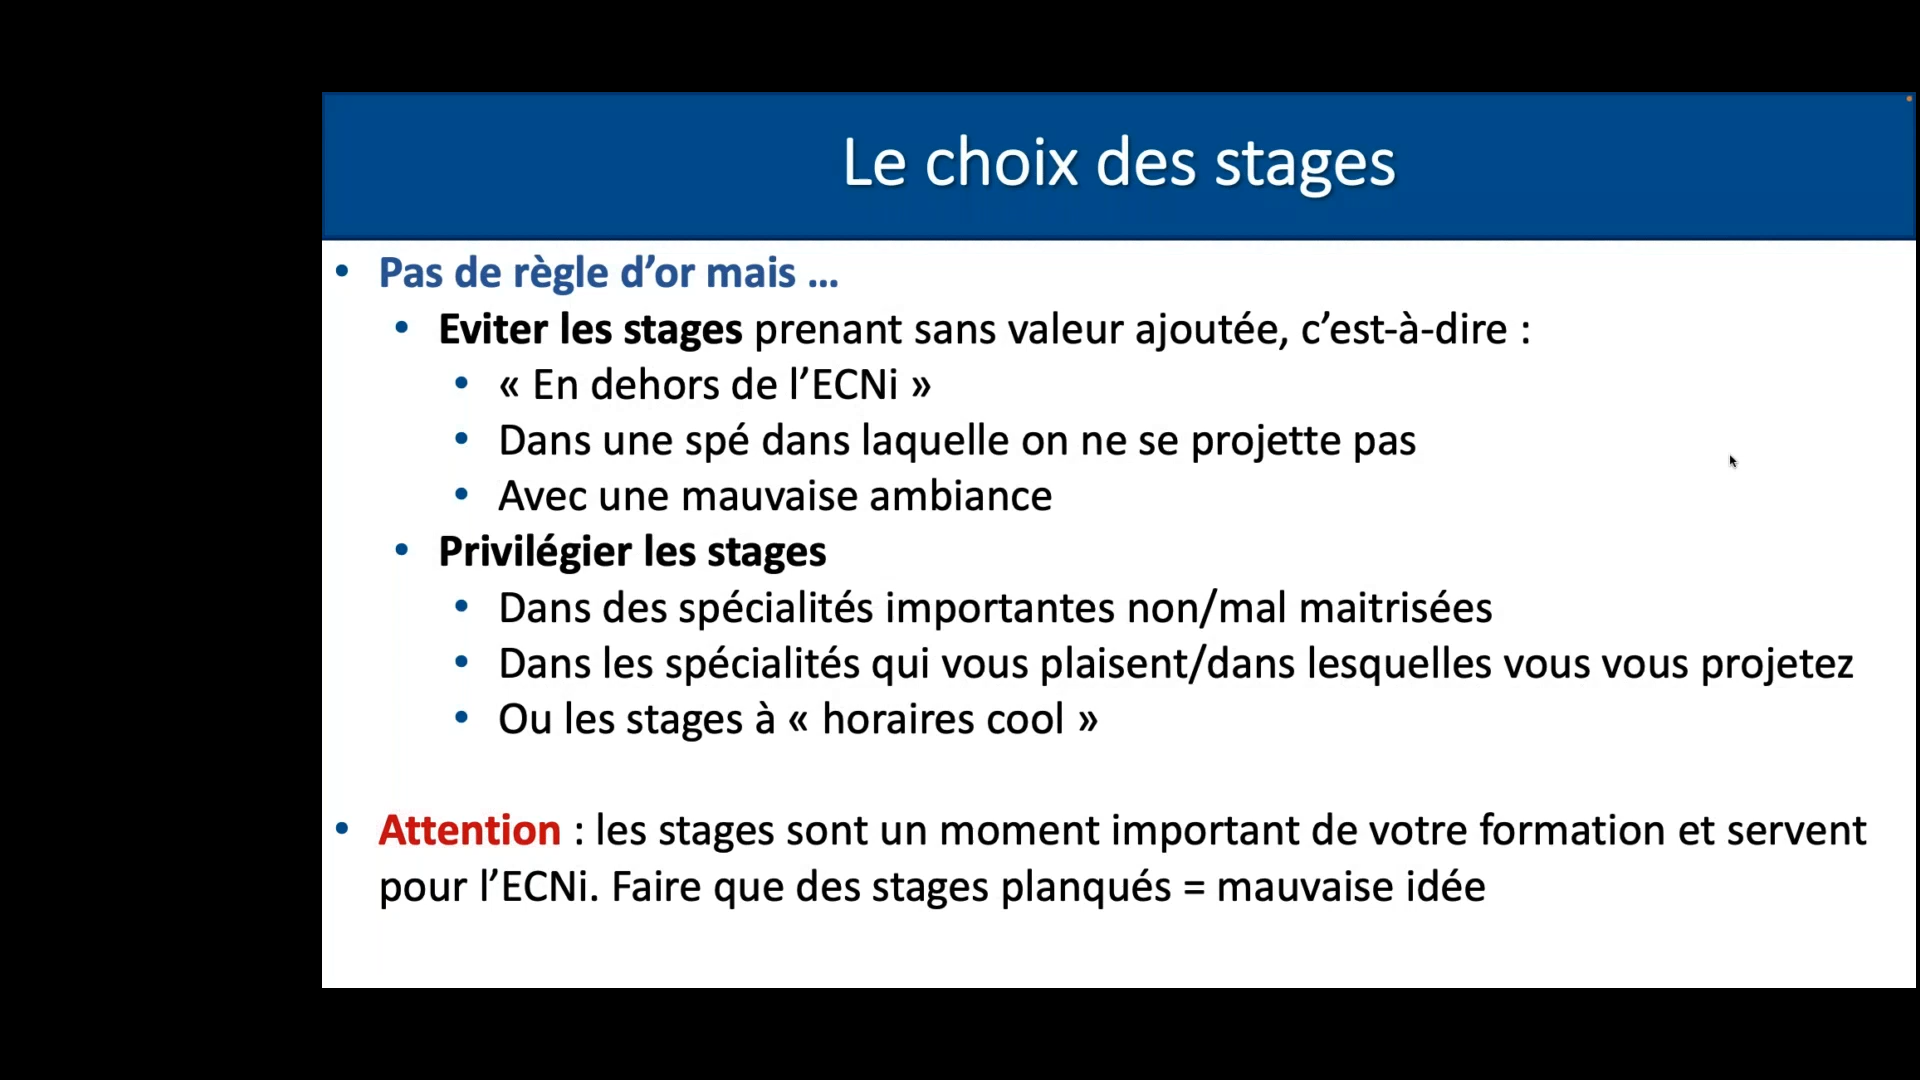 Le choix des stages
• Pas de règle d’or mais …
• Eviter les stages prenant sans valeur ajoutée, c’est-à-dire :
• « En dehors de l’ECNi »
• Dans une spé dans laquelle on ne se projette pas
• Avec une mauvaise ambiance
• Privilégier les stages
• Dans des spécialités importantes non/mal maitrisées
• Dans les spécialités qui vous plaisent/dans lesquelles vous vous projetez
• Ou les stages à « horaires cool »
• Attention : les stages sont un moment important de votre formation et servent
pour l’ECNi. Faire que des stages planqués = mauvaise idée